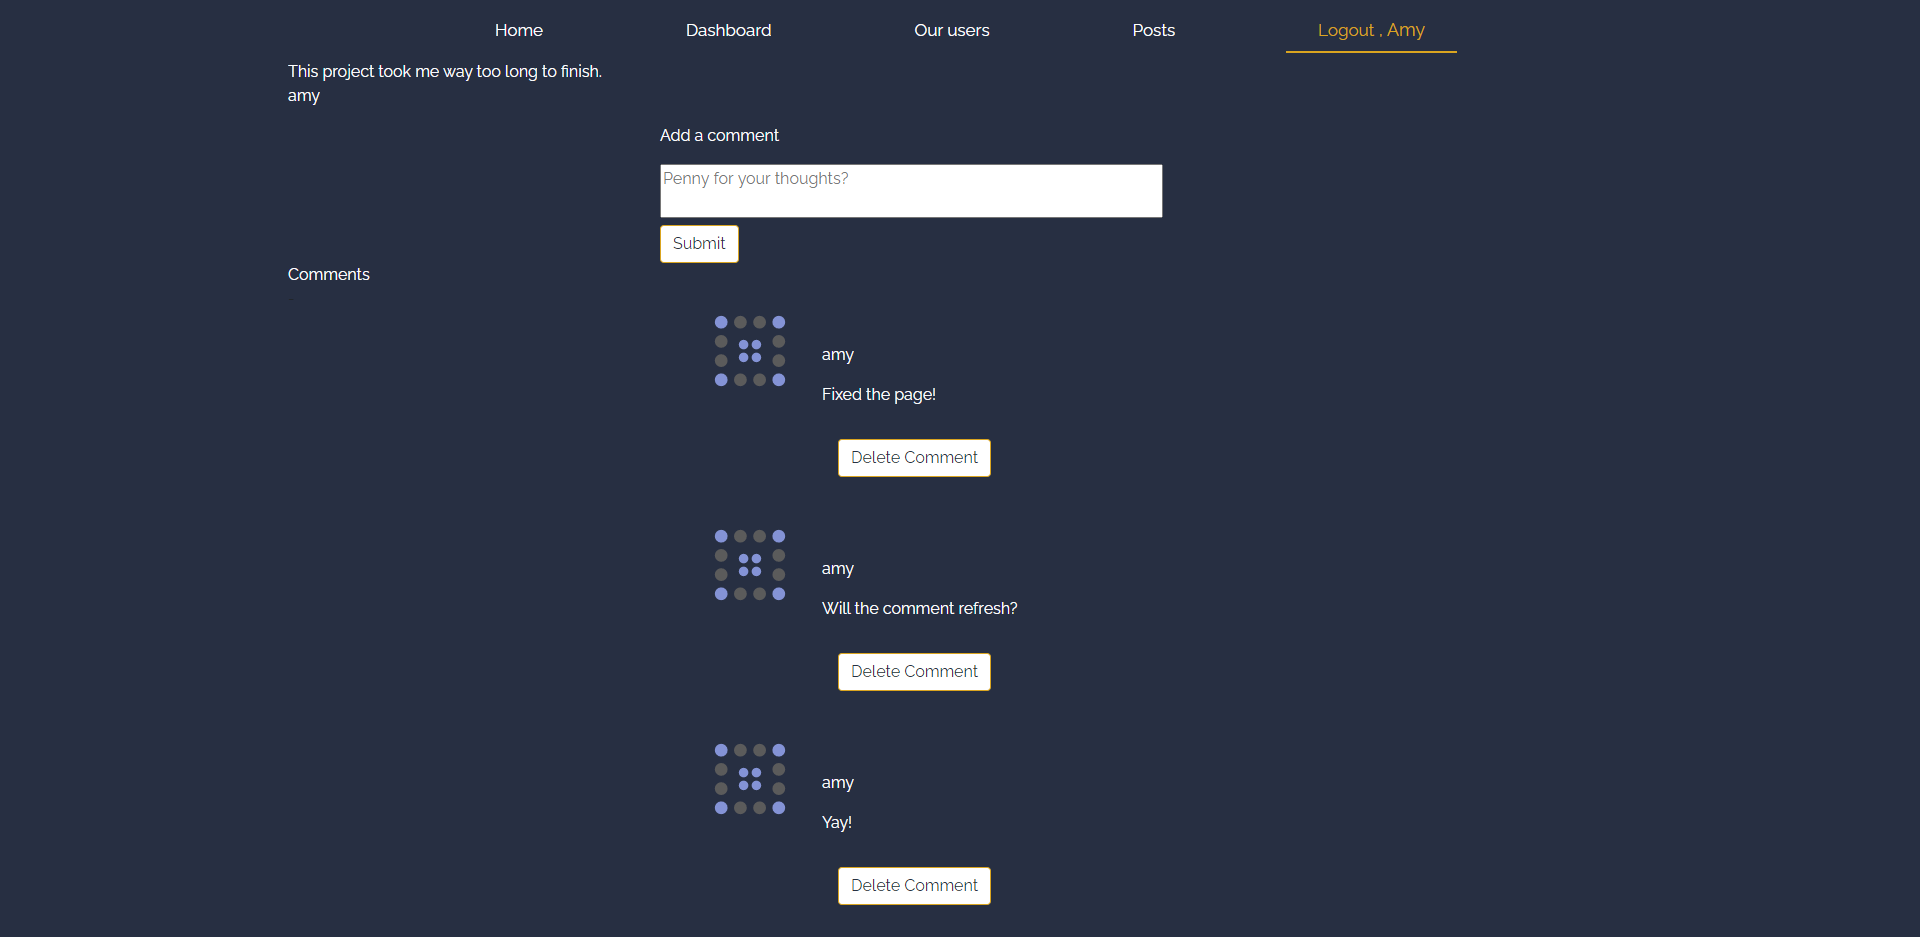 Home Dashboard Our users Posts Logout , Amy
This project took me way too long to finish.
amy
Add a comment
Penny for your thoughts?
Submit
Comments
amy
Fixed the page!
Delete Comment
amy
Will the comment refresh?
Delete Comment
amy
Yay!
Delete Comment